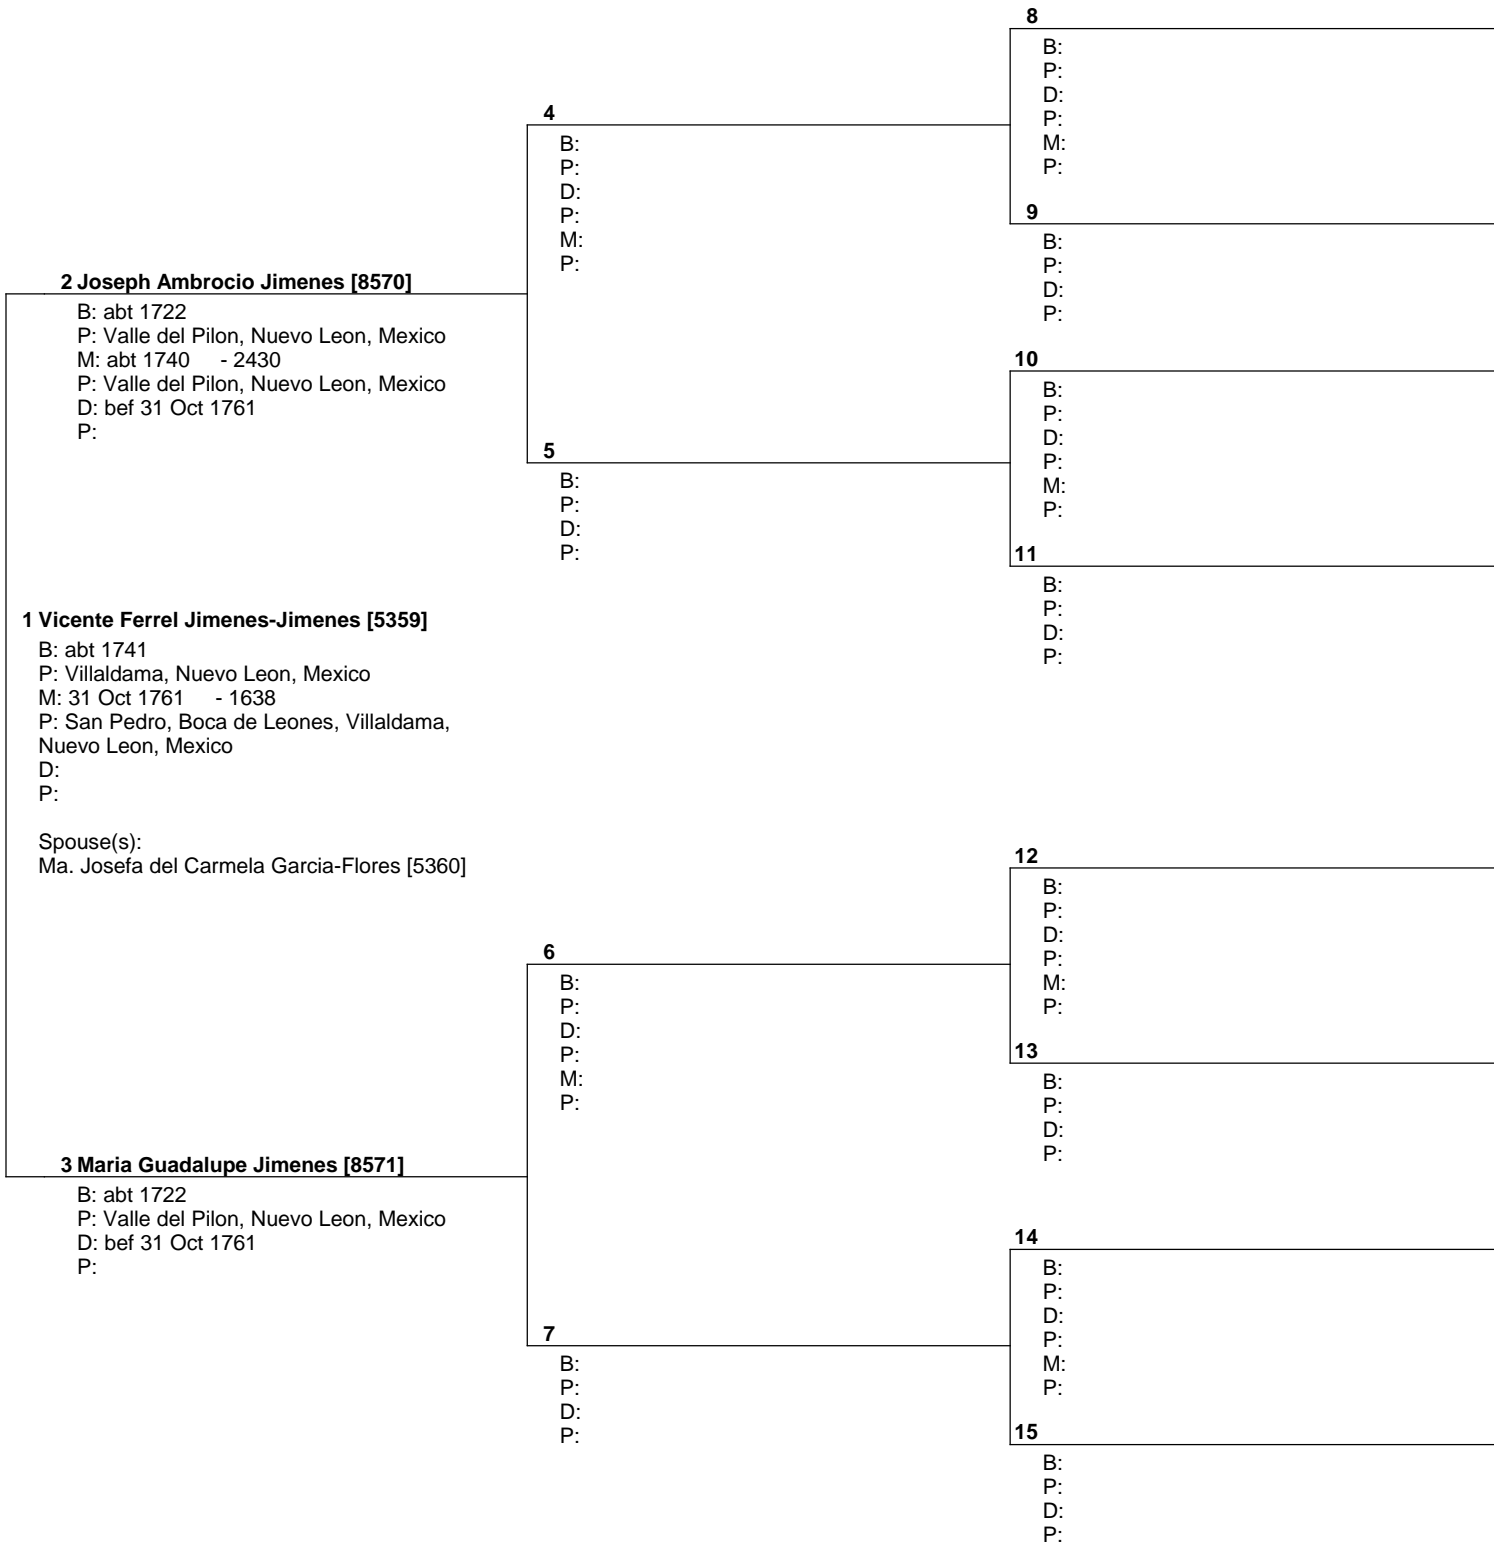 8
B:
P:
D:
P:
M:
P:
4
B:
P:
D:
P:
M:
P:
9
B:
P:
D:
P:
2 Joseph Ambrocio Jimenes [8570]
B: abt 1722
P: Valle del Pilon, Nuevo Leon, Mexico
M: abt 1740 - 2430
P: Valle del Pilon, Nuevo Leon, Mexico
D: bef 31 Oct 1761
P:
10
B:
P:
D:
P:
M:
P:
5
B:
P:
D:
P:
11
B:
P:
D:
P:
1 Vicente Ferrel Jimenes-Jimenes [5359]
B: abt 1741
P: Villaldama, Nuevo Leon, Mexico
M: 31 Oct 1761 - 1638
P: San Pedro, Boca de Leones, Villaldama,
Nuevo Leon, Mexico
D:
P:
Spouse(s):
Ma. Josefa del Carmela Garcia-Flores [5360]
12
B:
P:
D:
P:
M:
P:
6
B:
P:
D:
P:
M:
P:
13
B:
P:
D:
P:
3 Maria Guadalupe Jimenes [8571]
B: abt 1722
P: Valle del Pilon, Nuevo Leon, Mexico
D: bef 31 Oct 1761
P:
14
B:
P:
D:
P:
M:
P:
7
B:
P:
D:
P:
15
B:
P:
D:
P: